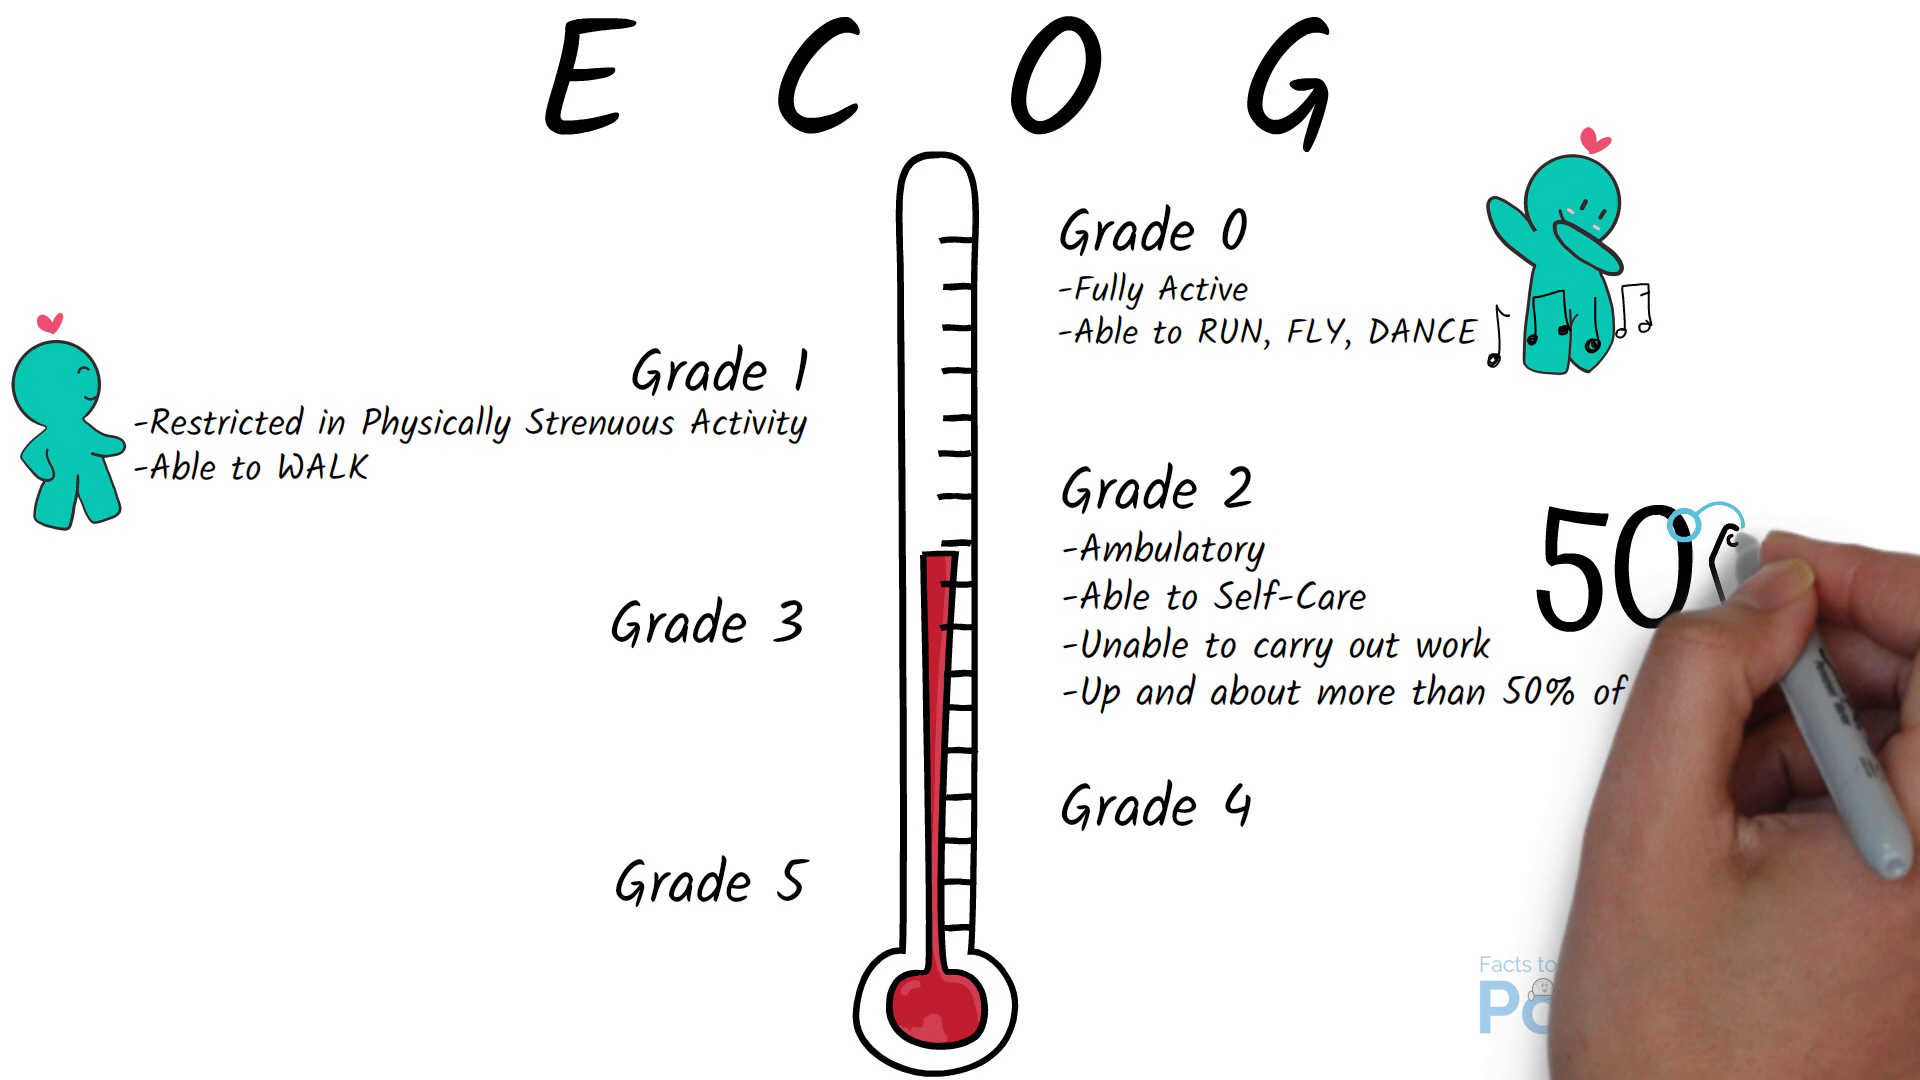 E C O G
Grade 0
-Fully Active
-Able to RUN, FLY, DANCE
Grade 1
-Restricted in Physically Strenuous Activity
-Able to WALK
Grade 2
-Ambulatory
-Able to Self-Care
-Unable to carry out work
-Up and about more than 50% of
50
Grade 3
Grade 4
Grade 5
Facts to